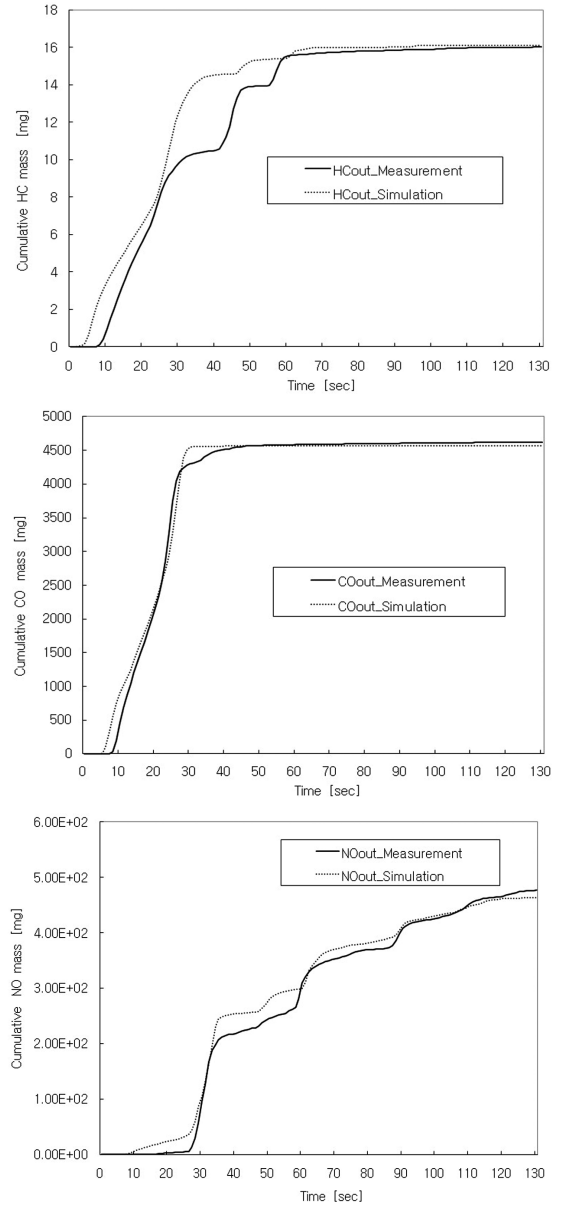 18
16
14
12
10
8
6
4
2
0
Cumulative HC mass [mg]
HCout_Measurement
HCout_Simulation
0 10 20 30 40 50 60 70 80 90 100 110 120 130
Time [sec]
5000
4500
4000
3500
3000
2500
2000
1500
1000
500
0
Cumulative CO mass [mg]
COout_Measurement
COout_Simulation
0 10 20 30 40 50 60 70 80 90 100 110 120 130
Time [sec]
6.00E+02
5.00E+02
4.00E+02
3.00E+02
2.00E+02
1.00E+02
0.00E+00
Cumulative NO mass [mg]
NOout_Measurement
NOout_Simulation
0 10 20 30 40 50 60 70 80 90 100 110 120 130
Time [sec]